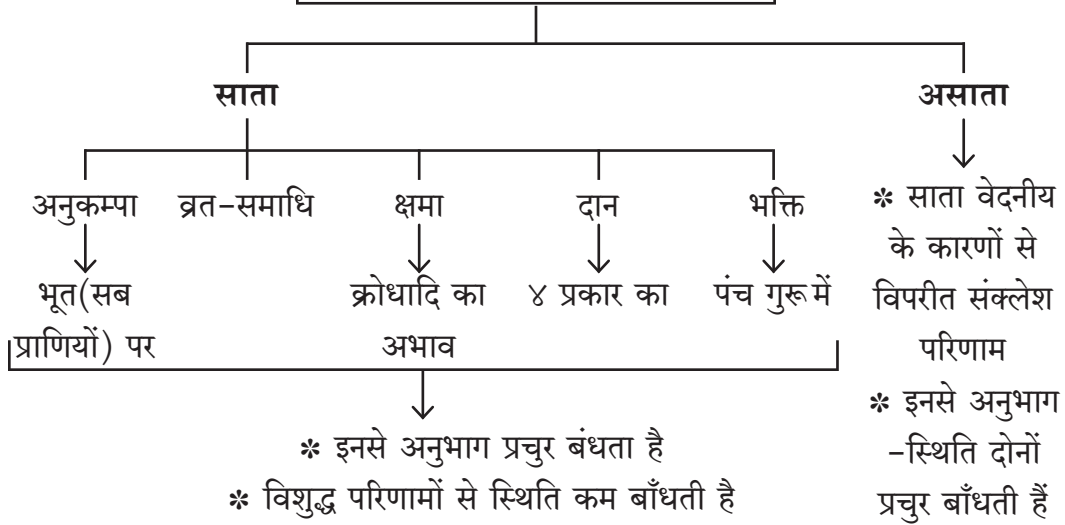 साता
असाता
अनुकम्पा व्रत-समाधि क्षमा दान भक्ति
भूत(सब
प्राणियों) पर
क्रोधादि का
अभाव
४ प्रकार का
पंच गुरू में
* इनसे अनुभाग प्रचुर बंधता है
* विशुद्ध परिणामों से स्थिति कम बाँधती है
* साता वेदनीय
के कारणों से
विपरीत संक्लेश
परिणाम
* इनसे अनुभाग
-स्थिति दोनों
प्रचुर बाँधती हैं